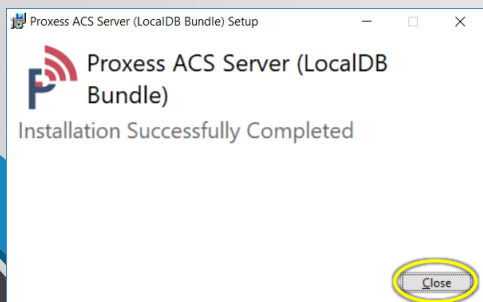 Proxess ACS Server (LocalDB Bundle) Setup
Proxess ACS Server (LocalDB
Bundle)
Installation Successfully Completed
Close